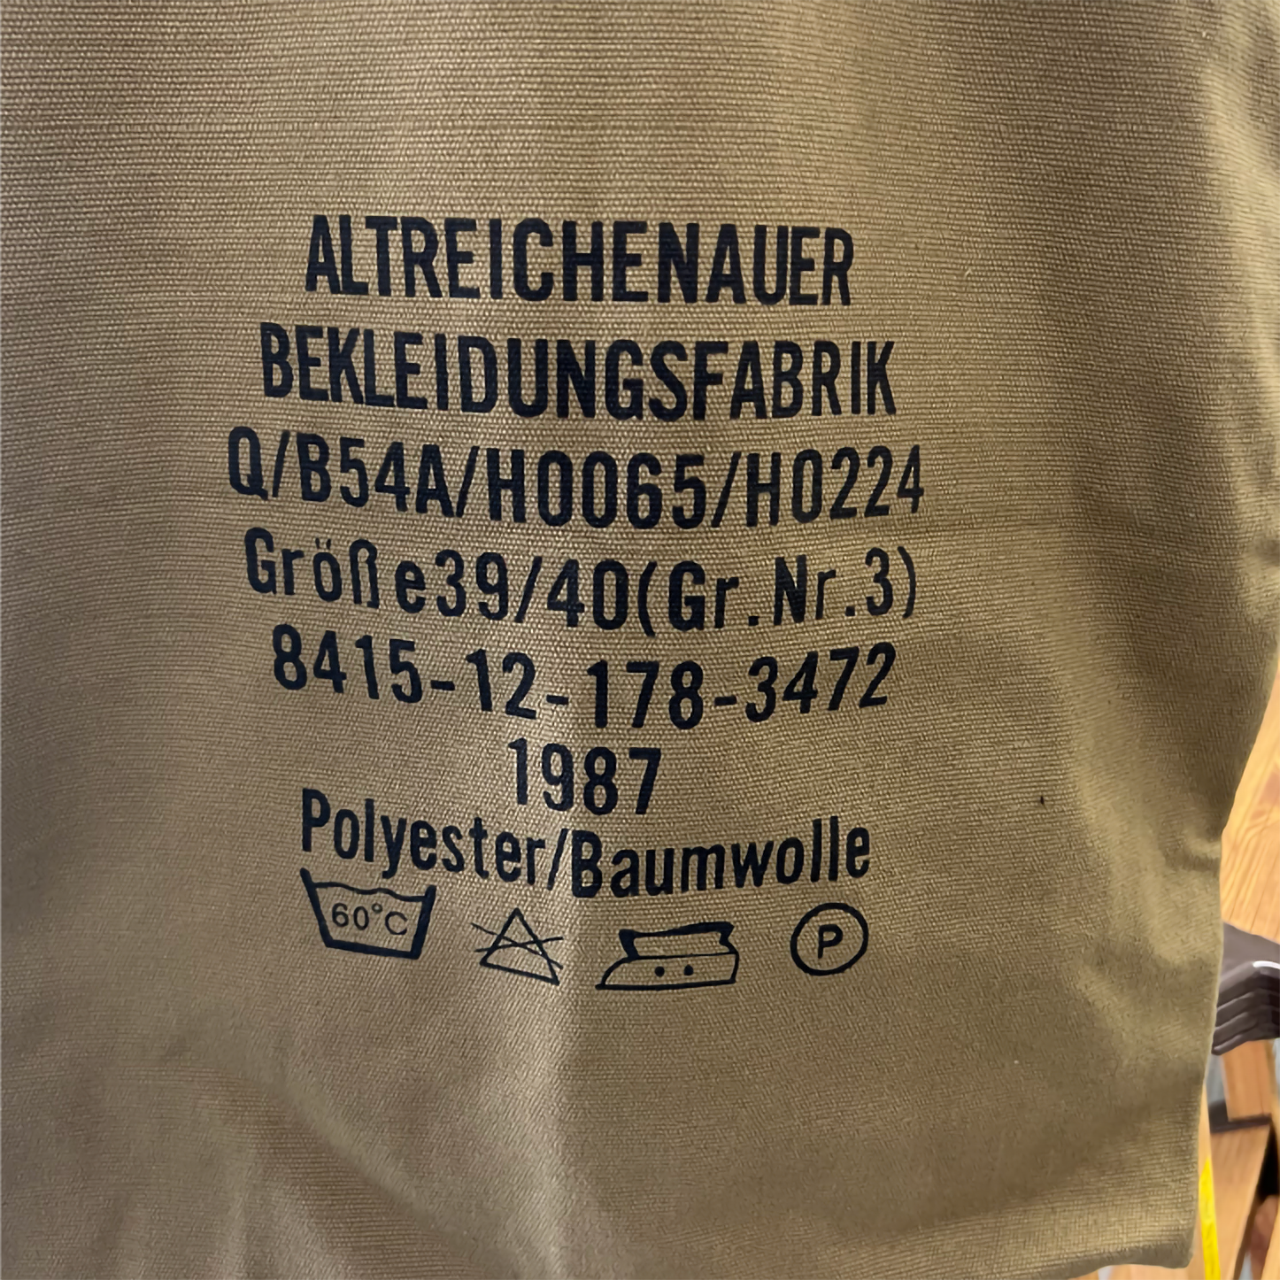 ALTREICHENAUER
BEKLEIDUNGSFABRIK
Q/B54A/H0065/H0224
Größe39/40(Gr.Nr.3)
8415-12-178-3472
1987
Polyester/Baumwolle
60°C P